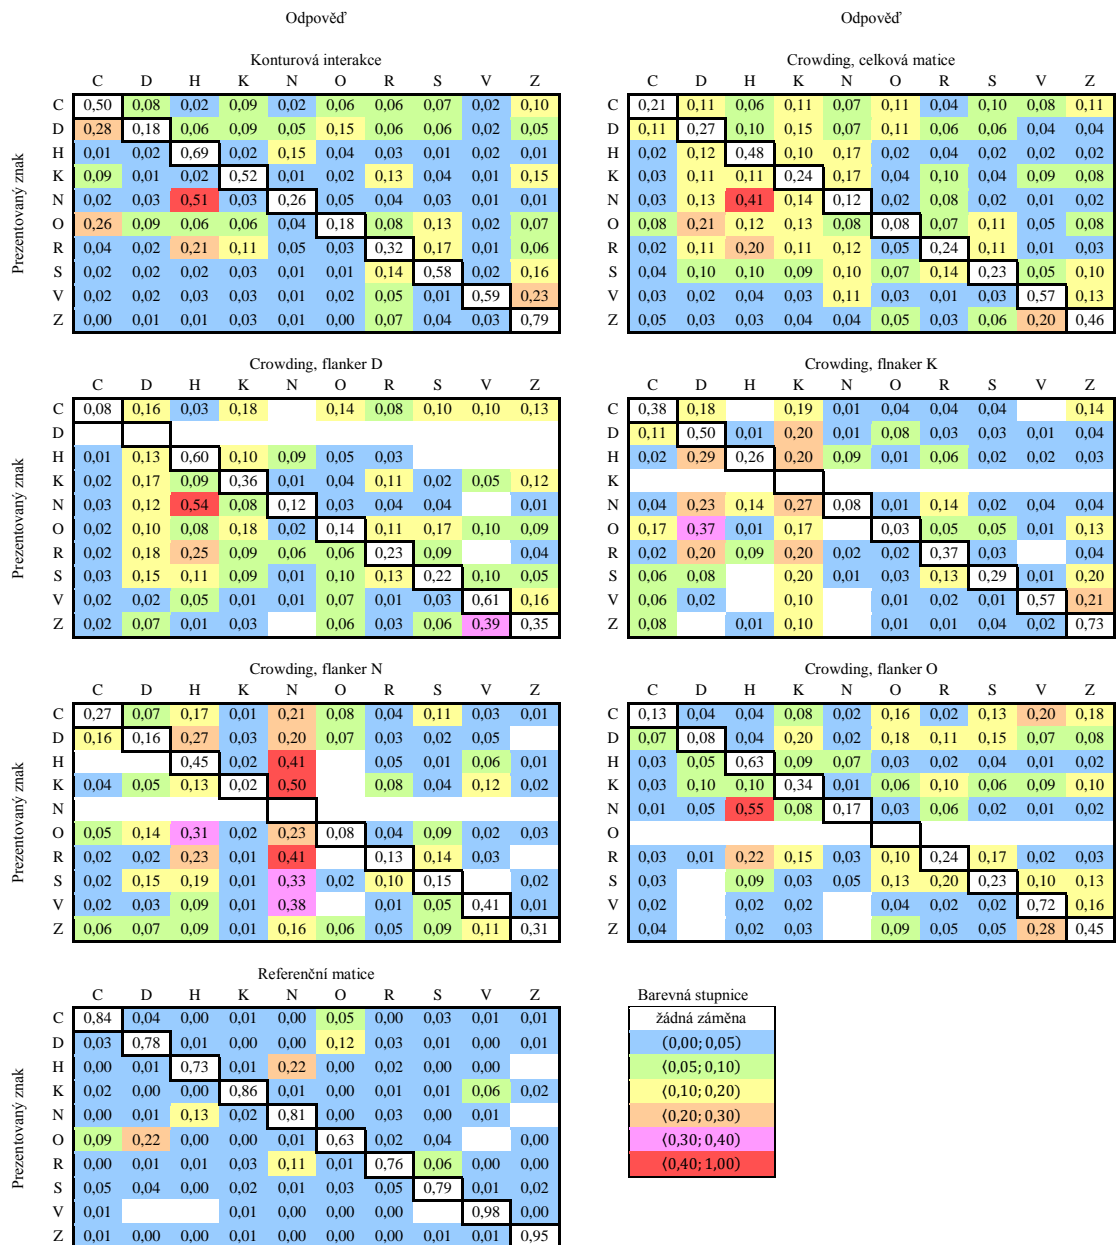 Odpověď
Odpověď
Konturová interakce
C D H K N O R S V Z
C 0,50 0,08 0,02 0,09 0,02 0,06 0,06 0,07 0,02 0,10
D 0,28 0,18 0,06 0,09 0,05 0,15 0,06 0,06 0,02 0,05
H 0,01 0,02 0,69 0,02 0,15 0,04 0,03 0,01 0,02 0,01
K 0,09 0,01 0,02 0,52 0,01 0,02 0,13 0,04 0,01 0,15
N 0,02 0,03 0,51 0,03 0,26 0,05 0,04 0,03 0,01 0,01
O 0,26 0,09 0,06 0,06 0,04 0,18 0,08 0,13 0,02 0,07
R 0,04 0,02 0,21 0,11 0,05 0,03 0,32 0,17 0,01 0,06
S 0,02 0,02 0,02 0,03 0,01 0,01 0,14 0,58 0,02 0,16
V 0,02 0,02 0,03 0,03 0,01 0,02 0,05 0,01 0,59 0,23
Z 0,00 0,01 0,01 0,03 0,01 0,00 0,07 0,04 0,03 0,79
Prezentovaný znak
Crowding, celková matice
C D H K N O R S V Z
C 0,21 0,11 0,06 0,11 0,07 0,11 0,04 0,10 0,08 0,11
D 0,11 0,27 0,10 0,15 0,07 0,11 0,06 0,06 0,04 0,04
H 0,02 0,12 0,48 0,10 0,17 0,02 0,04 0,02 0,02 0,02
K 0,03 0,11 0,11 0,24 0,17 0,04 0,10 0,04 0,09 0,08
N 0,03 0,13 0,41 0,14 0,12 0,02 0,08 0,02 0,01 0,02
O 0,08 0,21 0,12 0,13 0,08 0,08 0,07 0,11 0,05 0,08
R 0,02 0,11 0,20 0,11 0,12 0,05 0,24 0,11 0,01 0,03
S 0,04 0,10 0,10 0,09 0,10 0,07 0,14 0,23 0,05 0,10
V 0,03 0,02 0,04 0,03 0,11 0,03 0,01 0,03 0,57 0,13
Z 0,05 0,03 0,03 0,04 0,04 0,05 0,03 0,06 0,20 0,46
Prezentovaný znak
Crowding, flanker D
C D H K N O R S V Z
C 0,08 0,16 0,03 0,18 0,14 0,08 0,10 0,10 0,13
D
H 0,01 0,13 0,60 0,10 0,09 0,05 0,03
K 0,02 0,17 0,09 0,36 0,01 0,04 0,11 0,02 0,05 0,12
N 0,03 0,12 0,54 0,08 0,12 0,03 0,04 0,04 0,01
O 0,02 0,10 0,08 0,18 0,02 0,14 0,11 0,17 0,10 0,09
R 0,02 0,18 0,25 0,09 0,06 0,06 0,23 0,09 0,04
S 0,03 0,15 0,11 0,09 0,01 0,10 0,13 0,22 0,10 0,05
V 0,02 0,02 0,05 0,01 0,01 0,07 0,01 0,03 0,61 0,16
Z 0,02 0,07 0,01 0,03 0,06 0,03 0,06 0,39 0,35
Prezentovaný znak
Crowding, flnaker K
C D H K N O R S V Z
C 0,38 0,18 0,19 0,01 0,04 0,04 0,04 0,14
D 0,11 0,50 0,01 0,20 0,01 0,08 0,03 0,03 0,01 0,04
H 0,02 0,29 0,26 0,20 0,09 0,01 0,06 0,02 0,02 0,03
K
N 0,04 0,23 0,14 0,27 0,08 0,01 0,14 0,02 0,04 0,04
O 0,17 0,37 0,01 0,17 0,03 0,05 0,05 0,01 0,13
R 0,02 0,20 0,09 0,20 0,02 0,02 0,37 0,03 0,04
S 0,06 0,08 0,20 0,01 0,03 0,13 0,29 0,01 0,20
V 0,06 0,02 0,10 0,01 0,02 0,01 0,57 0,21
Z 0,08 0,01 0,10 0,01 0,01 0,04 0,02 0,73
Prezentovaný znak
Crowding, flanker N
C D H K N O R S V Z
C 0,27 0,07 0,17 0,01 0,21 0,08 0,04 0,11 0,03 0,01
D 0,16 0,16 0,27 0,03 0,20 0,07 0,03 0,02 0,05
H 0,45 0,02 0,41 0,05 0,01 0,06 0,01
K 0,04 0,05 0,13 0,02 0,50 0,08 0,04 0,12 0,02
N
O 0,05 0,14 0,31 0,02 0,23 0,08 0,04 0,09 0,02 0,03
R 0,02 0,02 0,23 0,01 0,41 0,13 0,14 0,03
S 0,02 0,15 0,19 0,01 0,33 0,02 0,10 0,15 0,02
V 0,02 0,03 0,09 0,01 0,38 0,01 0,05 0,41 0,01
Z 0,06 0,07 0,09 0,01 0,16 0,06 0,05 0,09 0,11 0,31
Prezentovaný znak
Crowding, flanker O
C D H K N O R S V Z
C 0,13 0,04 0,04 0,08 0,02 0,16 0,02 0,13 0,20 0,18
D 0,07 0,08 0,04 0,20 0,02 0,18 0,11 0,15 0,07 0,08
H 0,03 0,05 0,63 0,09 0,07 0,03 0,02 0,04 0,01 0,02
K 0,03 0,10 0,10 0,34 0,01 0,06 0,10 0,06 0,09 0,10
N 0,01 0,05 0,55 0,08 0,17 0,03 0,06 0,02 0,01 0,02
O
R 0,03 0,01 0,22 0,15 0,03 0,10 0,24 0,17 0,02 0,03
S 0,03 0,09 0,03 0,05 0,13 0,20 0,23 0,10 0,13
V 0,02 0,02 0,02 0,04 0,02 0,02 0,72 0,16
Z 0,04 0,02 0,03 0,09 0,05 0,05 0,28 0,45
Prezentovaný znak
Referenční matice
C D H K N O R S V Z
C 0,84 0,04 0,00 0,01 0,00 0,05 0,00 0,03 0,01 0,01
D 0,03 0,78 0,01 0,00 0,00 0,12 0,03 0,01 0,00 0,01
H 0,00 0,01 0,73 0,01 0,22 0,00 0,02 0,00 0,00
K 0,02 0,00 0,00 0,86 0,01 0,00 0,01 0,01 0,06 0,02
N 0,00 0,01 0,13 0,02 0,81 0,00 0,03 0,00 0,01
O 0,09 0,22 0,00 0,00 0,01 0,63 0,02 0,04 0,00
R 0,00 0,01 0,01 0,03 0,11 0,01 0,76 0,06 0,00 0,00
S 0,05 0,04 0,00 0,02 0,01 0,03 0,05 0,79 0,01 0,02
V 0,01 0,01 0,00 0,00 0,00 0,98 0,00
Z 0,01 0,00 0,00 0,01 0,00 0,00 0,00 0,01 0,01 0,95
Prezentovaný znak
Barevná stupnice
žádná záměna
(0,00; 0,05)
⟨0,05; 0,10)
⟨0,10; 0,20)
⟨0,20; 0,30)
⟨0,30; 0,40)
⟨0,40; 1,00)